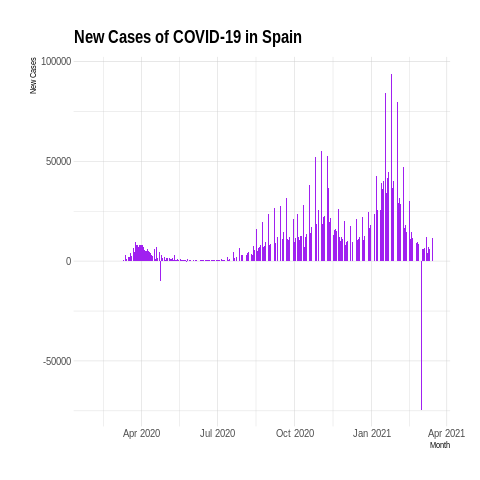 New Cases of COVID-19 in Spain
New Cases
100000
50000
0
-50000
Apr 2020 Jul 2020 Oct 2020 Jan 2021 Apr 2021
Month